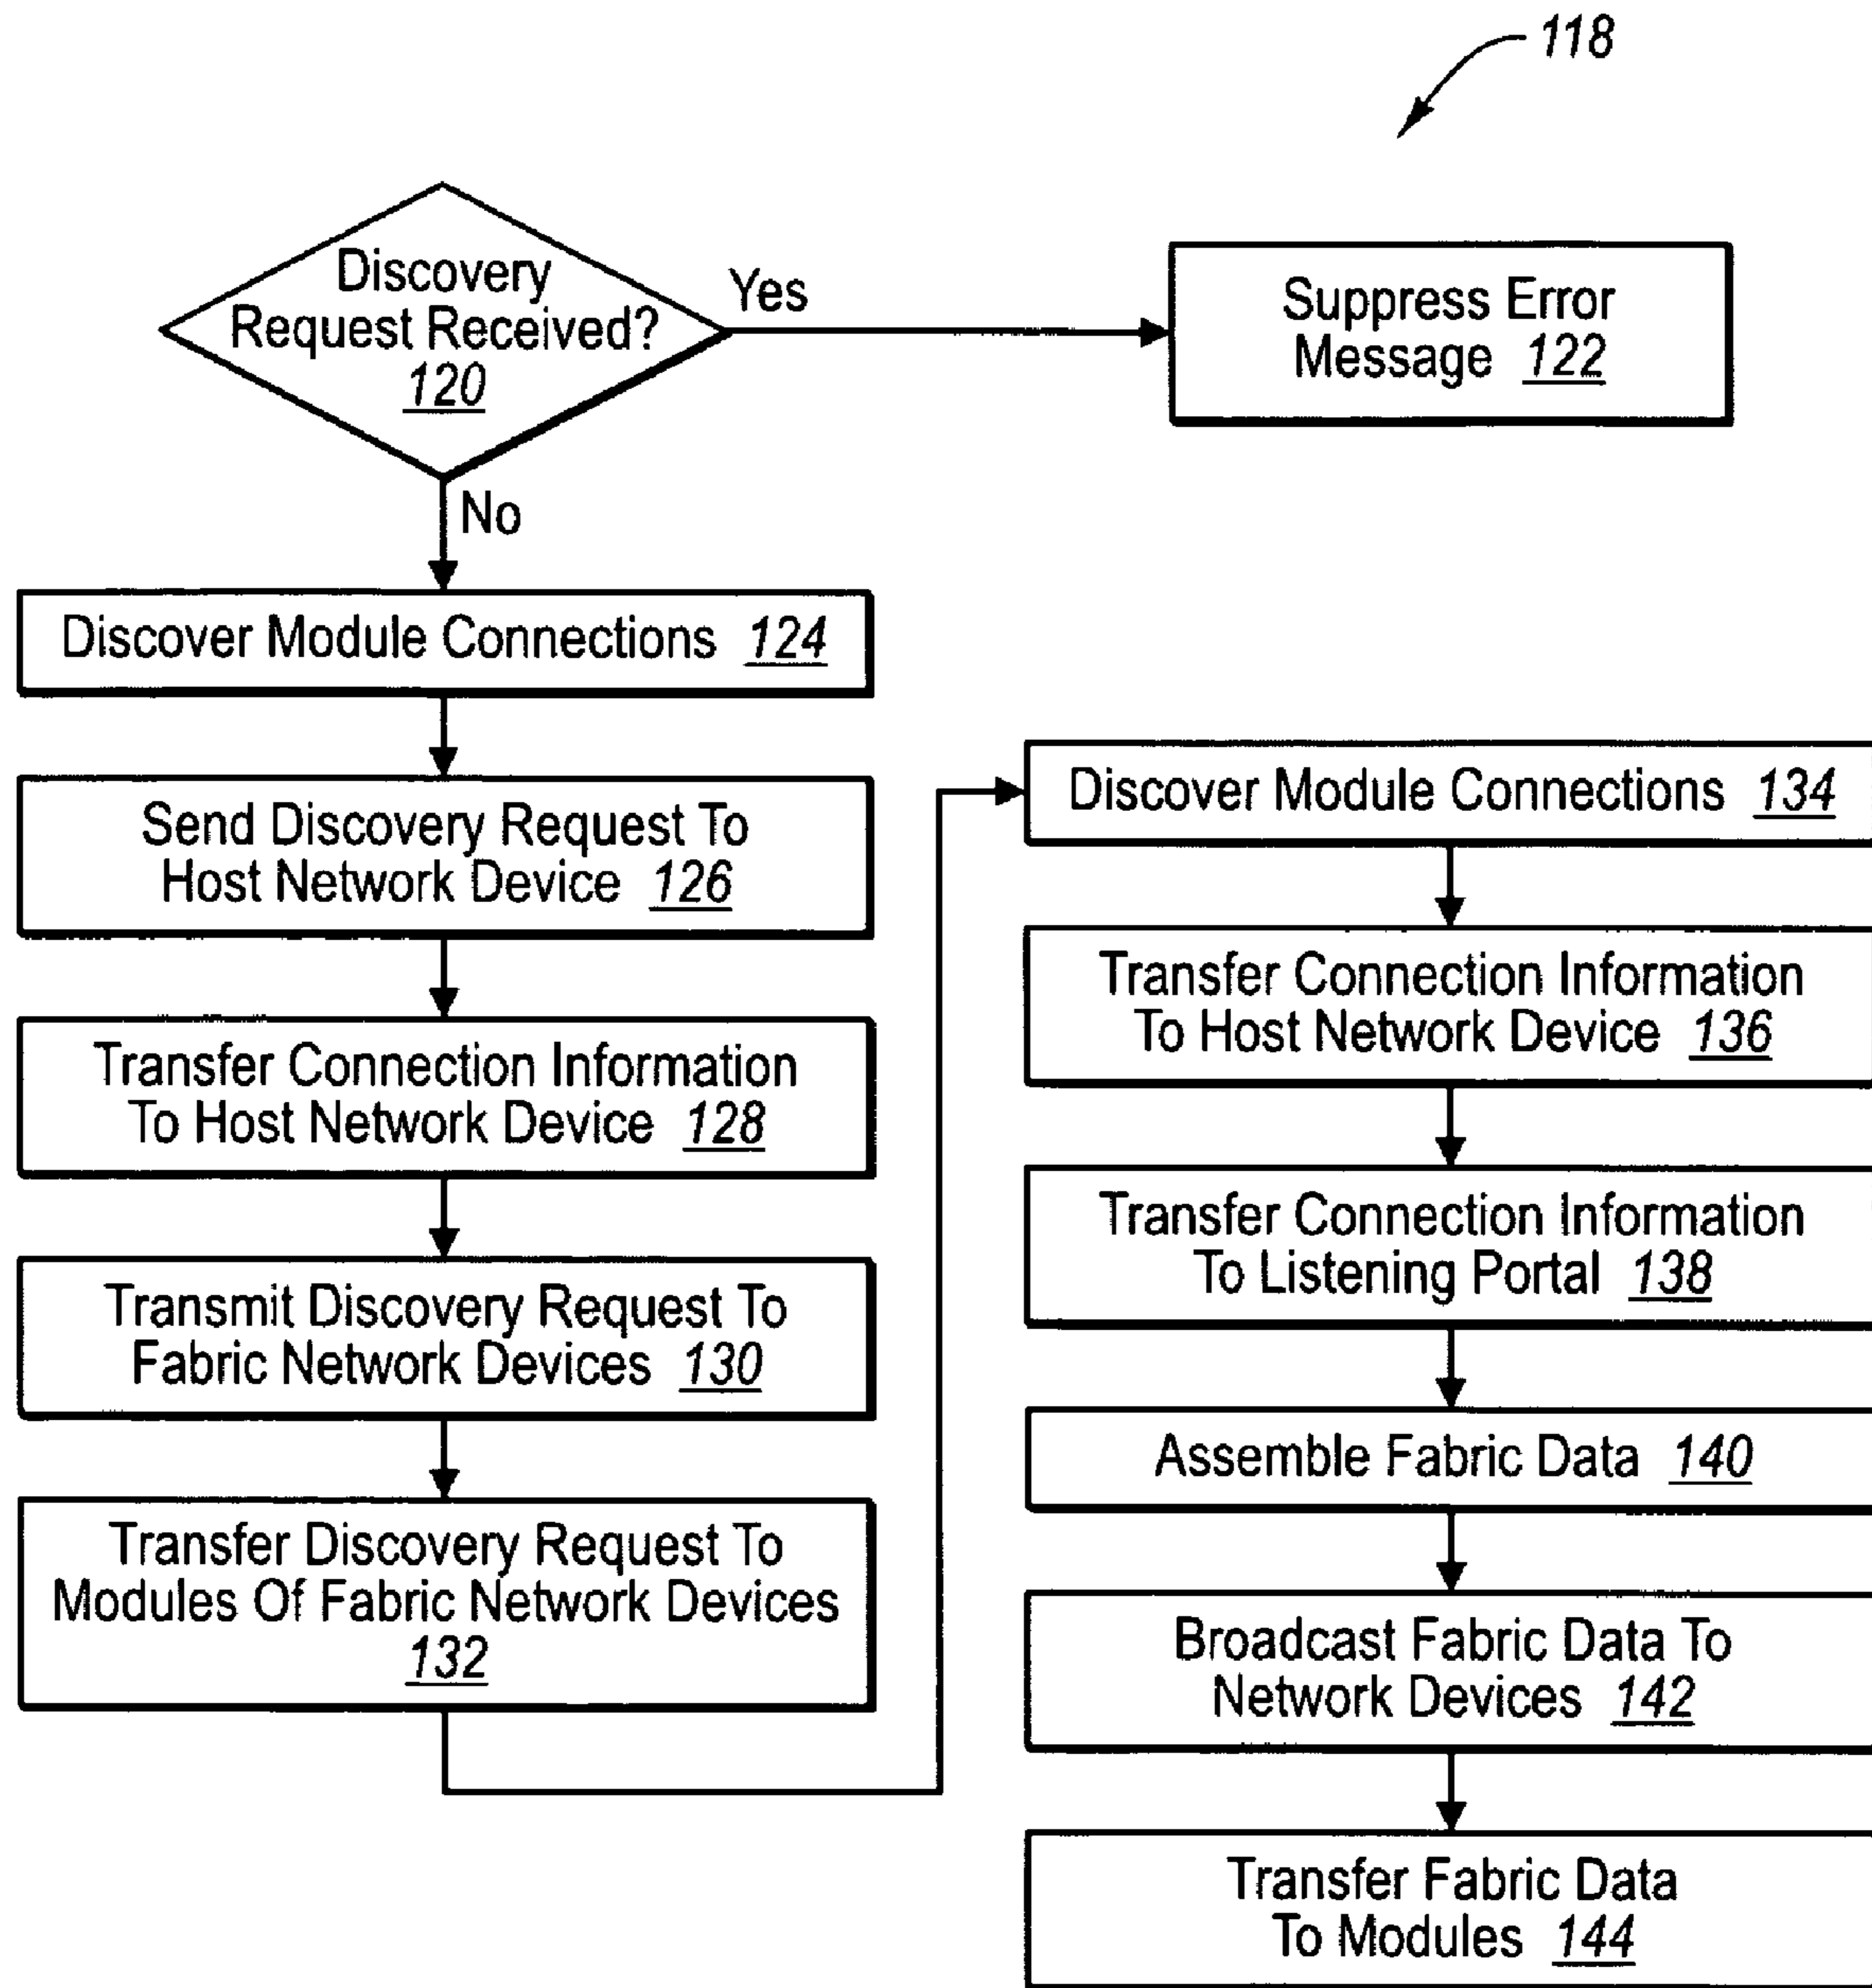 118
Discovery
Request Received?
120
Yes
Suppress Error
Message 122
No
Discover Module Connections 124
Send Discovery Request To
Host Network Device 126
Transfer Connection Information
To Host Network Device 128
Transmit Discovery Request To
Fabric Network Devices 130
Transfer Discovery Request To
Modules Of Fabric Network Devices
132
Discover Module Connections 134
Transfer Connection Information
To Host Network Device 136
Transfer Connection Information
To Listening Portal 138
Assemble Fabric Data 140
Broadcast Fabric Data To
Network Devices 142
Transfer Fabric Data
To Modules 144